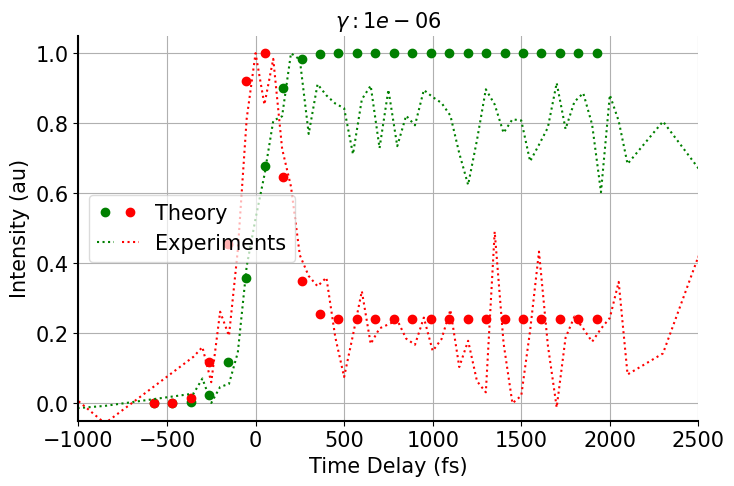 γ : 1e − 06
1.0
0.8
0.6
0.4
0.2
0.0
Intensity (au)
Theory
Experiments
−1000 −500 0 500 1000 1500 2000 2500
Time Delay (fs)